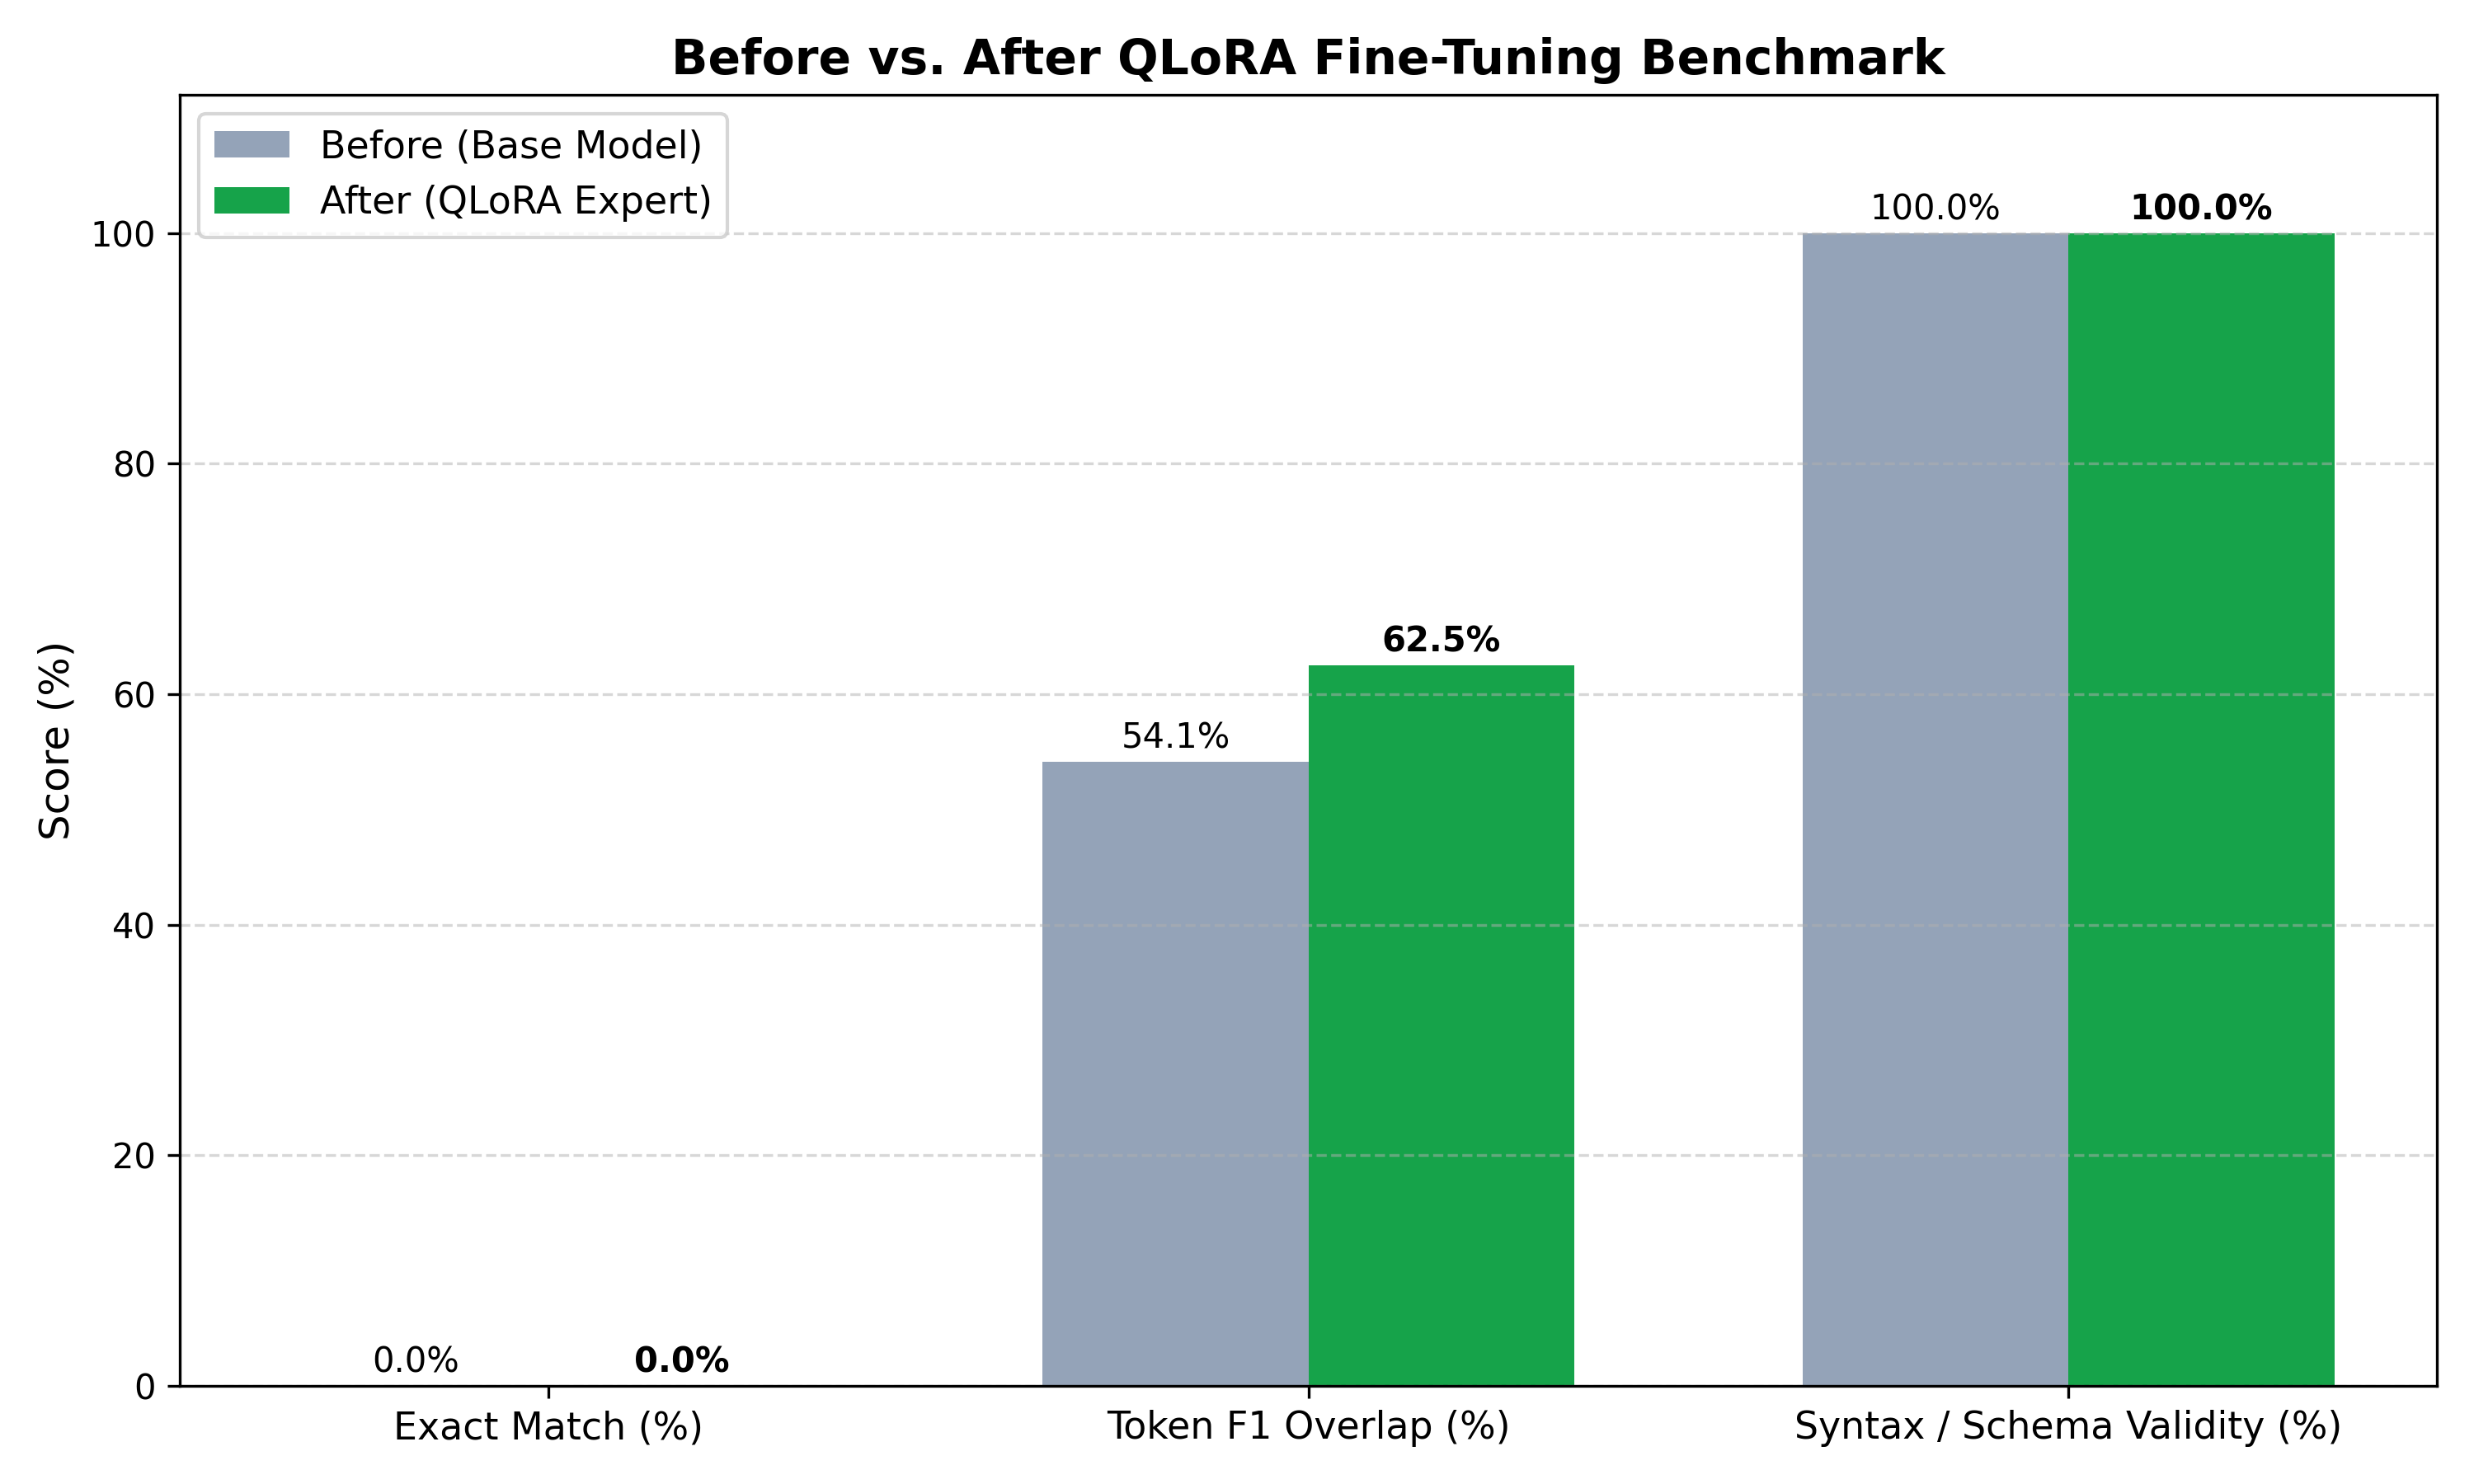 Before vs. After QLoRA Fine-Tuning Benchmark
Before (Base Model)
After (QLoRA Expert)
Score (%)
100
80
60
40
20
0
0.0%
0.0%
54.1%
62.5%
100.0%
100.0%
Exact Match (%)
Token F1 Overlap (%)
Syntax / Schema Validity (%)